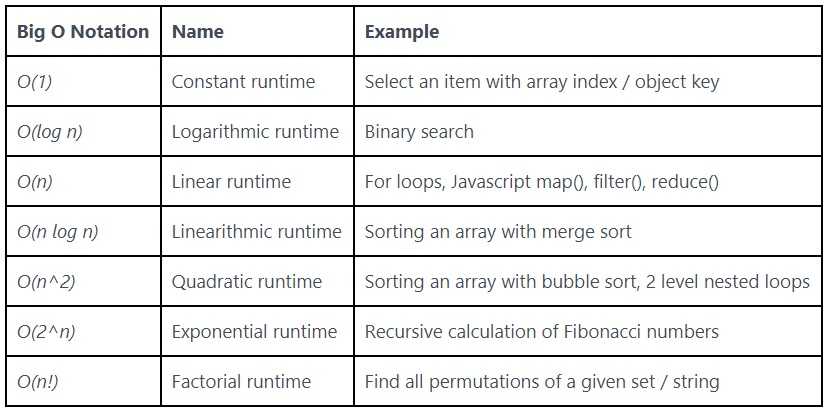 Big O Notation Name Example
O(1) Constant runtime Select an item with array index / object key
O(log n) Logarithmic runtime Binary search
O(n) Linear runtime For loops, Javascript map(), filter(), reduce()
O(n log n) Linearithmic runtime Sorting an array with merge sort
O(n^2) Quadratic runtime Sorting an array with bubble sort, 2 level nested loops
O(2^n) Exponential runtime Recursive calculation of Fibonacci numbers
O(n!) Factorial runtime Find all permutations of a given set / string